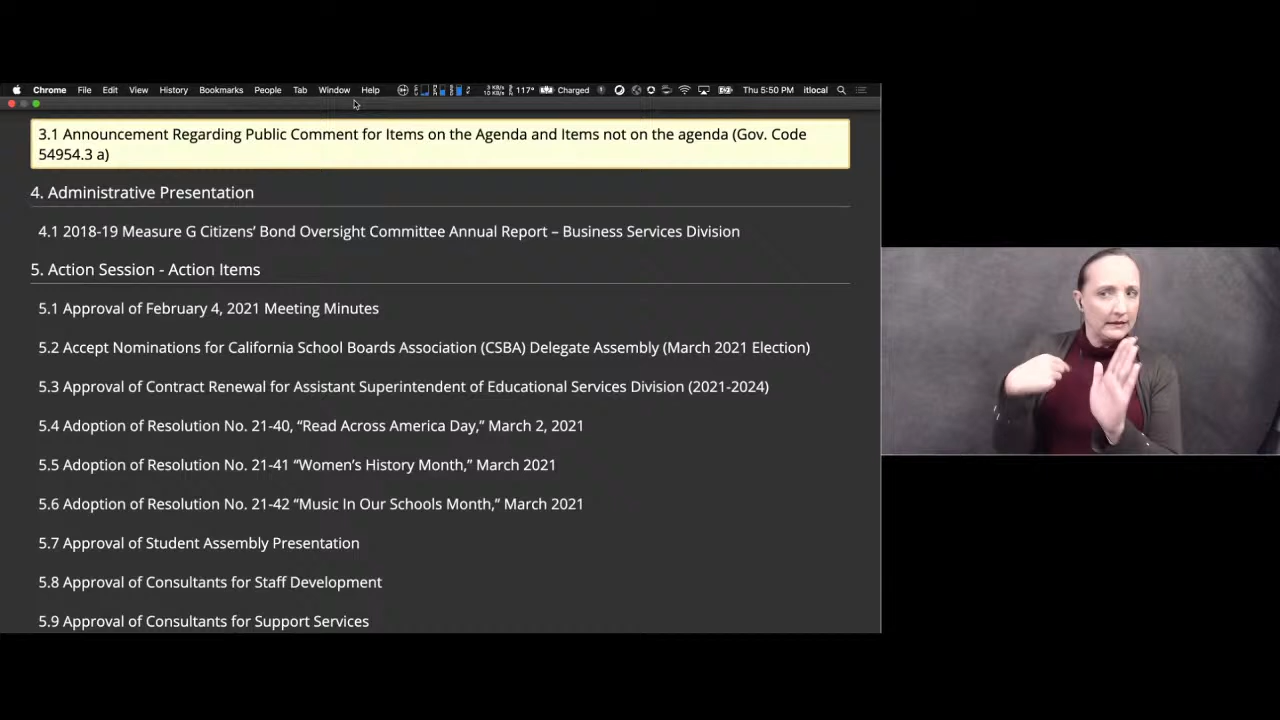 Chrome File Edit View History Bookmarks People Tab Window Help 3 KB/s 10 KB/s 117° Charged Thu 5:50 PM itlocal
3.1 Announcement Regarding Public Comment for Items on the Agenda and Items not on the agenda (Gov. Code
54954.3 a)
4. Administrative Presentation
4.1 2018-19 Measure G Citizens’ Bond Oversight Committee Annual Report – Business Services Division
5. Action Session - Action Items
5.1 Approval of February 4, 2021 Meeting Minutes
5.2 Accept Nominations for California School Boards Association (CSBA) Delegate Assembly (March 2021 Election)
5.3 Approval of Contract Renewal for Assistant Superintendent of Educational Services Division (2021-2024)
5.4 Adoption of Resolution No. 21-40, “Read Across America Day,” March 2, 2021
5.5 Adoption of Resolution No. 21-41 “Women’s History Month,” March 2021
5.6 Adoption of Resolution No. 21-42 “Music In Our Schools Month,” March 2021
5.7 Approval of Student Assembly Presentation
5.8 Approval of Consultants for Staff Development
5.9 Approval of Consultants for Support Services